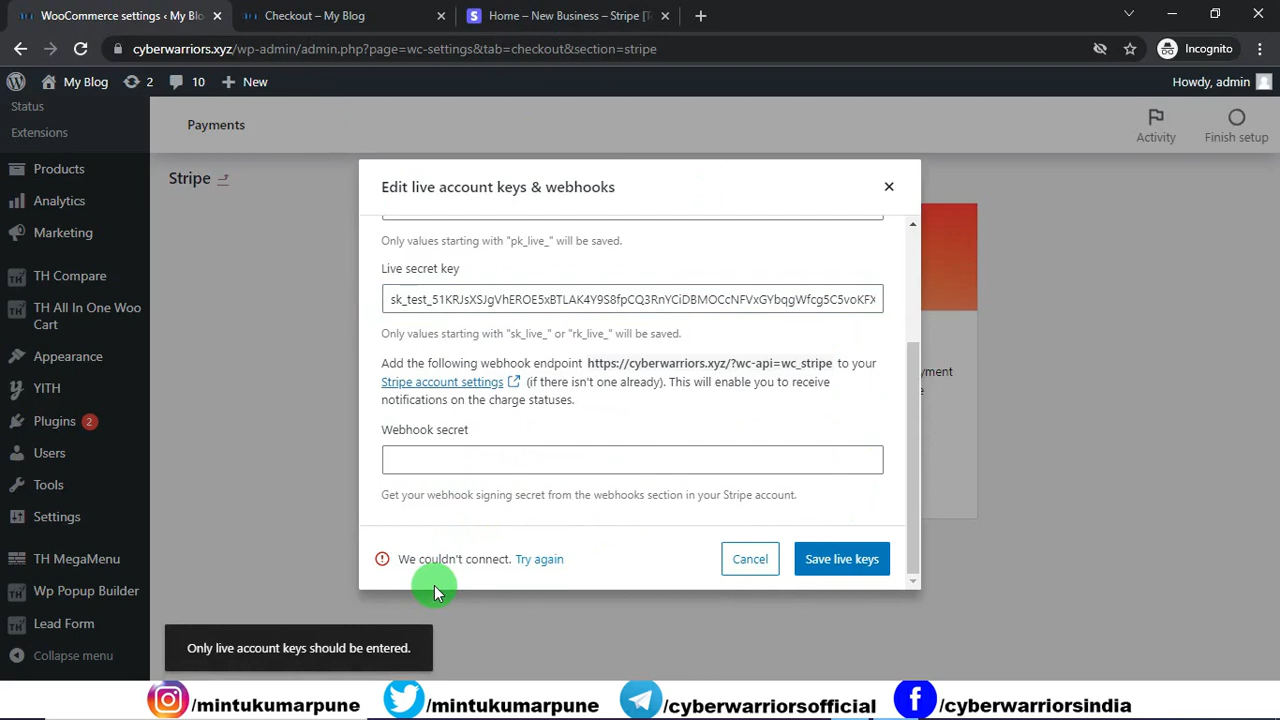 WooCommerce settings ‹ My Blo
Checkout – My Blog
Home – New Business – Stripe [T
cyberwarriors.xyz/wp-admin/admin.php?page=wc-settings&tab=checkout&section=stripe
Incognito
My Blog
2
10
New
Howdy, admin
Status
Extensions
Products
Analytics
Marketing
TH Compare
TH All In One Woo
Cart
Appearance
YITH
Plugins 2
Users
Tools
Settings
TH MegaMenu
Wp Popup Builder
Lead Form
Collapse menu
Payments
Activity
Finish setup
Stripe
Edit live account keys & webhooks
Only values starting with "pk_live_" will be saved.
Live secret key
sk_test_51KRJsXSJgVhEROE5xBTLAK4Y9S8fpCQ3RnYCiDBMOCcNFVxGYbqgWfcg5C5voKFX
Only values starting with "sk_live_" or "rk_live_" will be saved.
Add the following webhook endpoint https://cyberwarriors.xyz/?wc-api=wc_stripe to your
Stripe account settings (if there isn't one already). This will enable you to receive
notifications on the charge statuses.
Webhook secret
Get your webhook signing secret from the webhooks section in your Stripe account.
We couldn't connect. Try again
Cancel
Save live keys
yment
Only live account keys should be entered.
/mintukumarpune
/mintukumarpune
/cyberwarriorsofficial
/cyberwarriorsindia